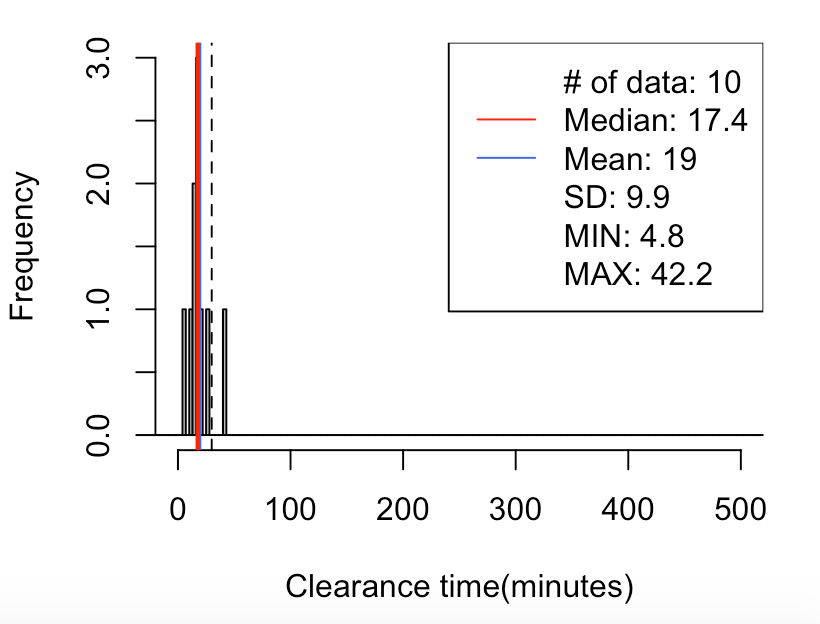 # of data: 10
Median: 17.4
Mean: 19
SD: 9.9
MIN: 4.8
MAX: 42.2
Frequency
3.0
2.0
1.0
0.0
0 100 200 300 400 500
Clearance time(minutes)